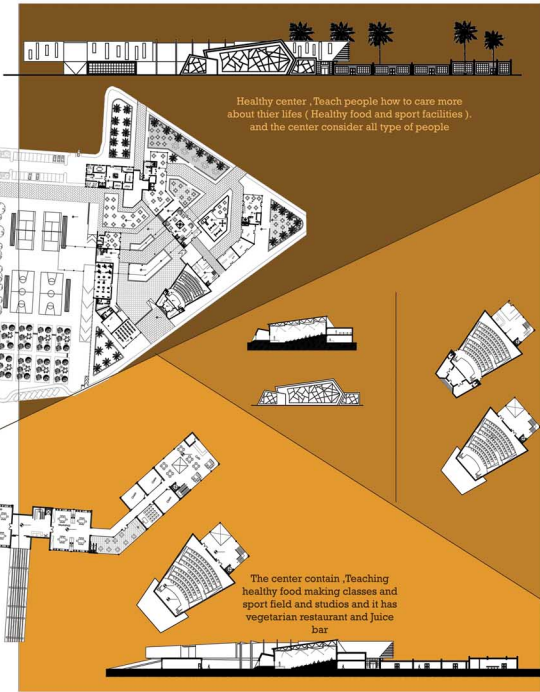 Healthy center , Teach people how to care more
about thier lifes ( Healthy food and sport facilities ).
and the center consider all type of people
The center contain ,Teaching
healthy food making classes and
sport field and studios and it has
vegetarian restaurant and Juice
bar